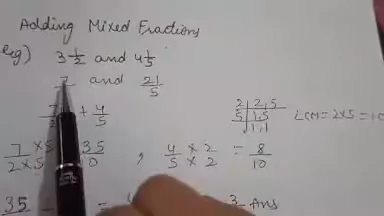 Adding Mixed Fractions
eg) 3 1/2 and 4 1/5
7 and 21/5
+ 4/5
2 | 2,5
5 | 1,5
1,1
LCM = 2x5 = 10
7 x 5 / 2 x 5 35/10 , 4/5 x 2/x 2 = 8/10
35 3 Ans